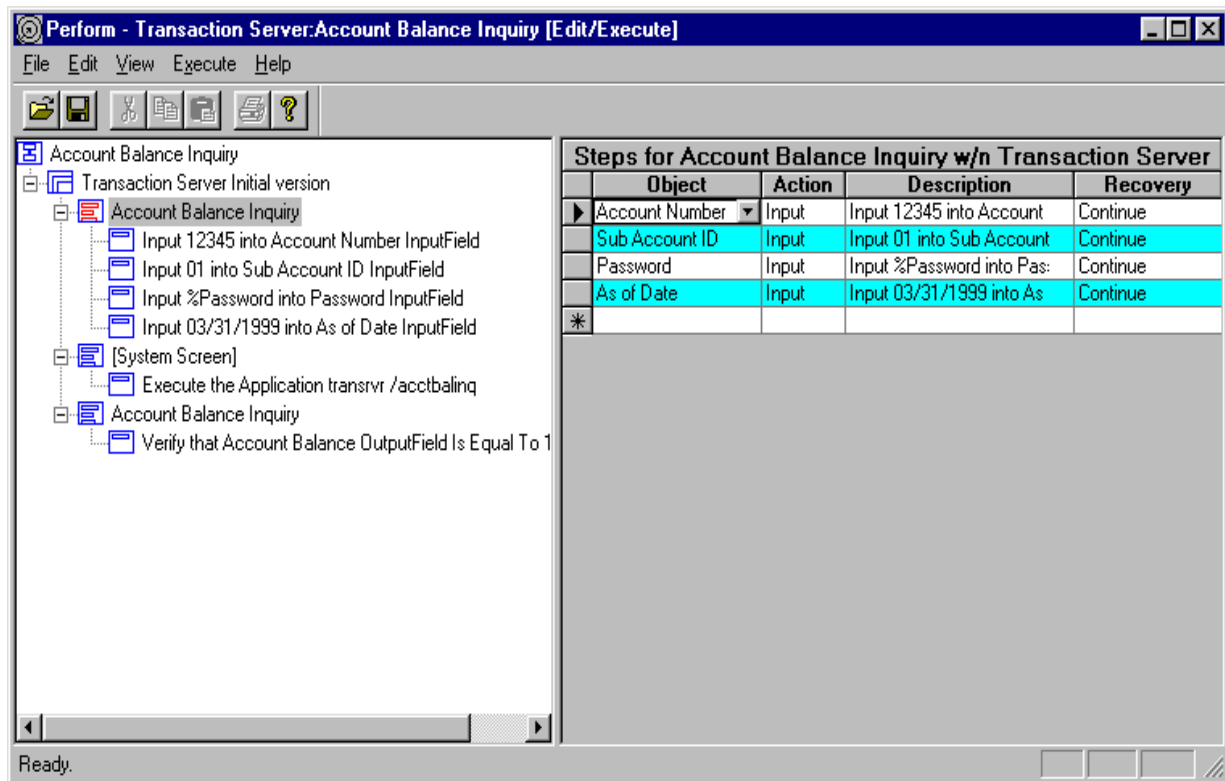 Perform - Transaction Server:Account Balance Inquiry [Edit/Execute]
File Edit View Execute Help
Account Balance Inquiry
Transaction Server Initial version
Account Balance Inquiry
Input 12345 into Account Number InputField
Input 01 into Sub Account ID InputField
Input %Password into Password InputField
Input 03/31/1999 into As of Date InputField
[System Screen]
Execute the Application transrvr /acctbalinq
Account Balance Inquiry
Verify that Account Balance OutputField Is Equal To 1
Steps for Account Balance Inquiry w/n Transaction Server
Object Action Description Recovery
Account Number Input Input 12345 into Account Continue
Sub Account ID Input Input 01 into Sub Account Continue
Password Input Input %Password into Pas: Continue
As of Date Input Input 03/31/1999 into As Continue
Ready.